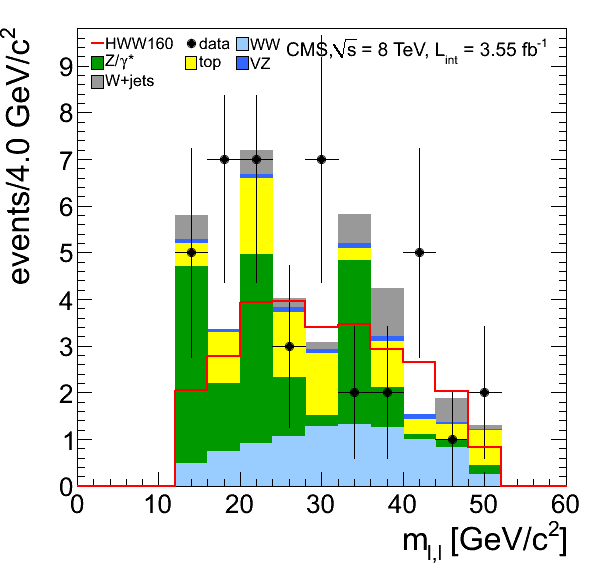 HWW160 data WW
CMS, √s = 8 TeV, L_int = 3.55 fb⁻¹
Z/γ* top VZ
W+jets
events/4.0 GeV/c²
9
8
7
6
5
4
3
2
1
0
0 10 20 30 40 50 60
m_l,l [GeV/c²]